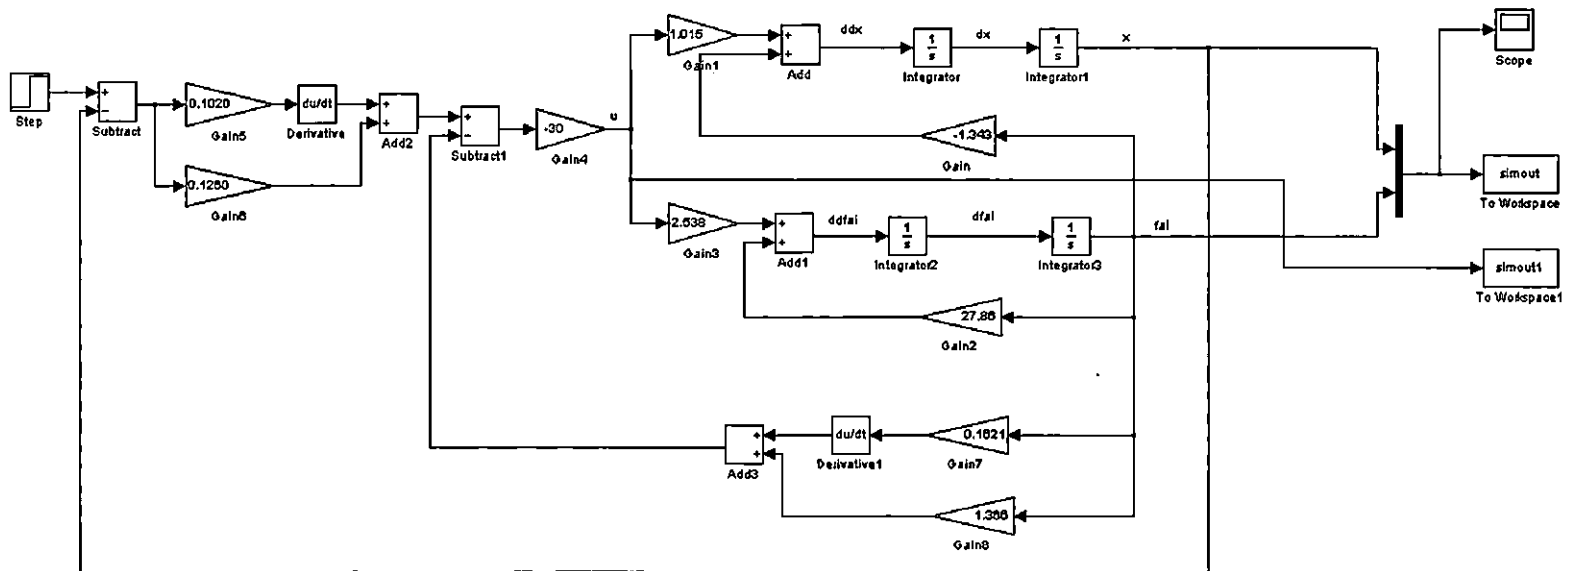 1.015
Gain1
+
+
Add
ddx
1
s
Integrator
dx
1
s
Integrator1
x
Scope
Step
+
−
Subtract
0.1020
Gain5
du/dt
Derivative
+
+
Add2
+
−
Subtract1
-30
Gain4
u
-1.343
Gain
0.1260
Gain6
simout
To Workspace
2.638
Gain3
+
+
Add1
ddfai
1
s
Integrator2
dfai
1
s
Integrator3
fai
simout1
To Workspace1
27.86
Gain2
+
+
Add3
du/dt
Derivative1
0.1621
Gain7
1.366
Gain8